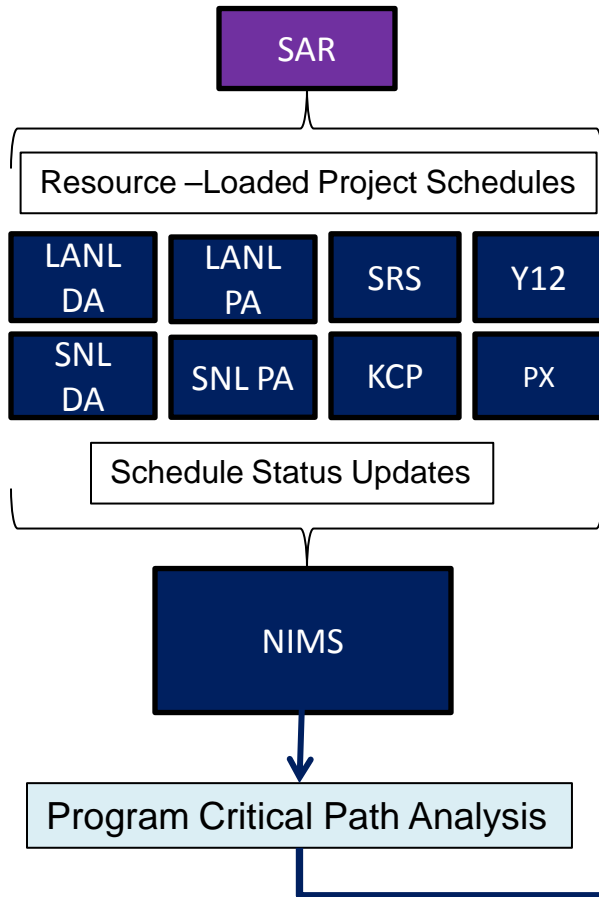 SAR
Resource –Loaded Project Schedules
LANL
DA
LANL
PA
SRS
Y12
SNL
DA
SNL PA
KCP
PX
Schedule Status Updates
NIMS
Program Critical Path Analysis